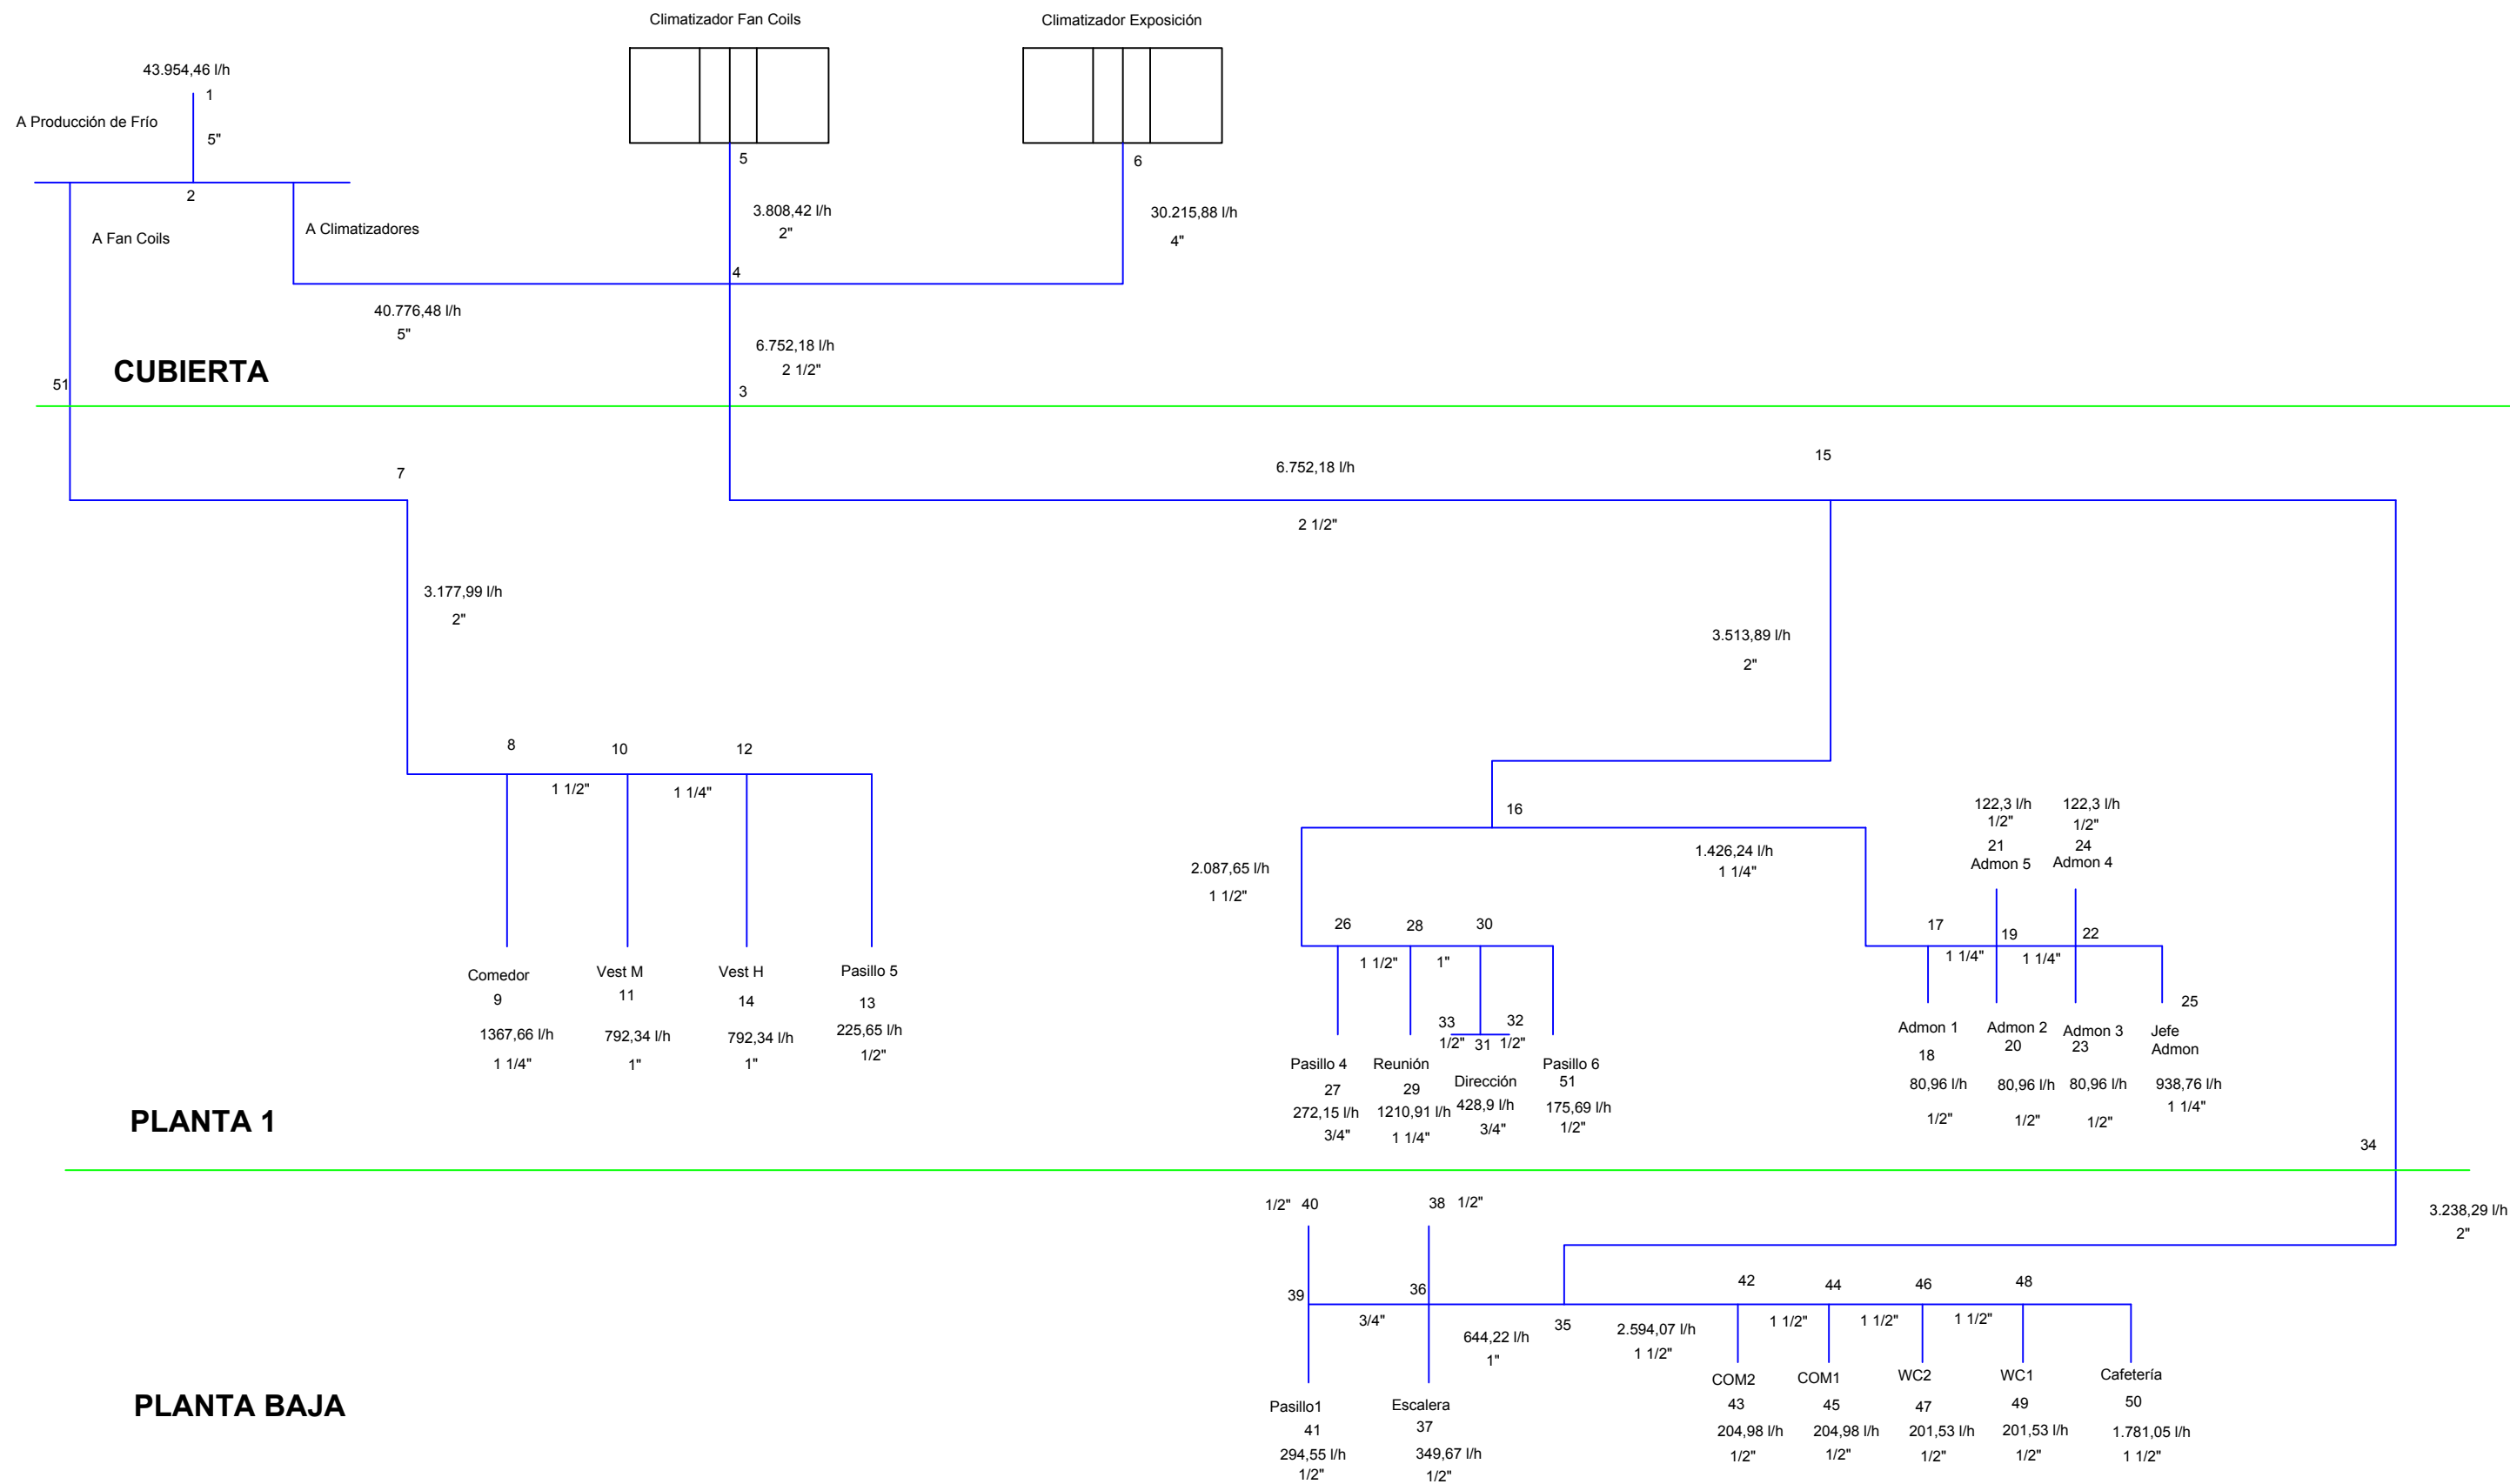 Climatizador Fan Coils
Climatizador Exposición
43.954,46 l/h
1
A Producción de Frío
5"
2
A Fan Coils
A Climatizadores
5
3.808,42 l/h
2"
6
30.215,88 l/h
4"
4
40.776,48 l/h
5"
6.752,18 l/h
2 1/2"
CUBIERTA
51
3
7
6.752,18 l/h
2 1/2"
15
3.177,99 l/h
2"
3.513,89 l/h
2"
8
10
12
1 1/2"
1 1/4"
16
2.087,65 l/h
1 1/2"
1.426,24 l/h
1 1/4"
122,3 l/h
1/2"
21
Admon 5
122,3 l/h
1/2"
24
Admon 4
26
28
30
1 1/2"
1"
17
19
22
1 1/4"
1 1/4"
25
Comedor
9
1367,66 l/h
1 1/4"
Vest M
11
792,34 l/h
1"
Vest H
14
792,34 l/h
1"
Pasillo 5
13
225,65 l/h
1/2"
33
32
1/2"
31
1/2"
Pasillo 4
27
272,15 l/h
3/4"
Reunión
29
1210,91 l/h
1 1/4"
Dirección
428,9 l/h
3/4"
Pasillo 6
51
175,69 l/h
1/2"
Admon 1
18
80,96 l/h
1/2"
Admon 2
20
80,96 l/h
1/2"
Admon 3
23
80,96 l/h
1/2"
Jefe
Admon
938,76 l/h
1 1/4"
PLANTA 1
34
1/2"
40
38
1/2"
3.238,29 l/h
2"
39
36
3/4"
644,22 l/h
1"
35
2.594,07 l/h
1 1/2"
42
44
46
48
1 1/2"
1 1/2"
1 1/2"
PLANTA BAJA
Pasillo1
41
294,55 l/h
1/2"
Escalera
37
349,67 l/h
1/2"
COM2
43
204,98 l/h
1/2"
COM1
45
204,98 l/h
1/2"
WC2
47
201,53 l/h
1/2"
WC1
49
201,53 l/h
1/2"
Cafetería
50
1.781,05 l/h
1 1/2"